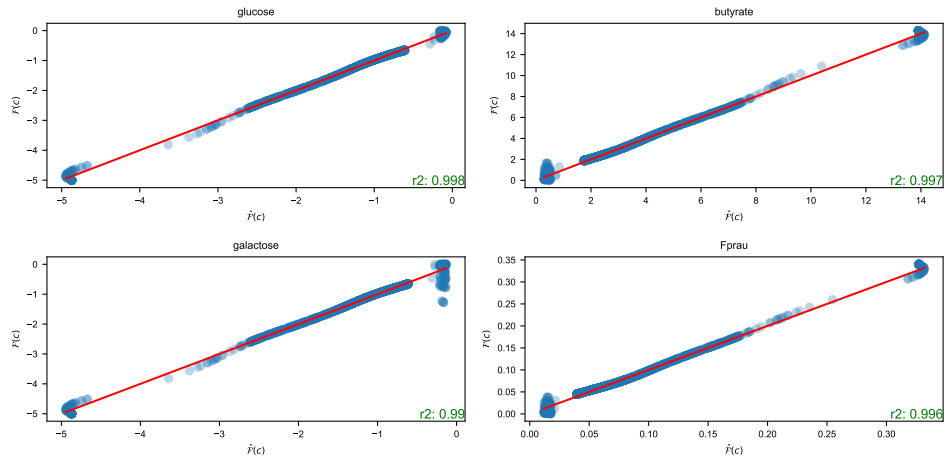 glucose
0
−1
−2
−3
−4
−5
ℱ(c)
r2: 0.998
−5 −4 −3 −2 −1 0
ℱ̂(c)
butyrate
14
12
10
8
6
4
2
0
ℱ(c)
r2: 0.997
0 2 4 6 8 10 12 14
ℱ̂(c)
galactose
0
−1
−2
−3
−4
−5
ℱ(c)
r2: 0.99
−5 −4 −3 −2 −1 0
ℱ̂(c)
Fprau
0.35
0.30
0.25
0.20
0.15
0.10
0.05
0.00
ℱ(c)
r2: 0.996
0.00 0.05 0.10 0.15 0.20 0.25 0.30
ℱ̂(c)